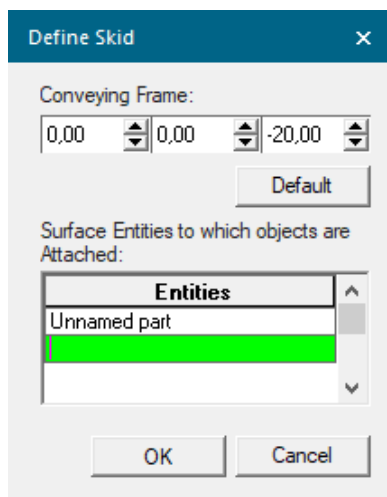 Define Skid
Conveying Frame:
0,00 0,00 -20,00
Default
Surface Entities to which objects are
Attached:
Entities
Unnamed part
OK Cancel